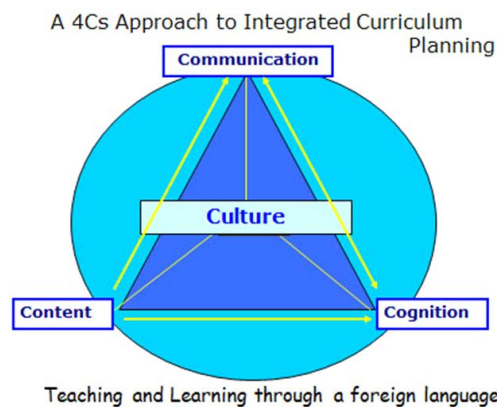 A 4Cs Approach to Integrated Curriculum
Planning
Communication
Culture
Content
Cognition
Teaching and Learning through a foreign language